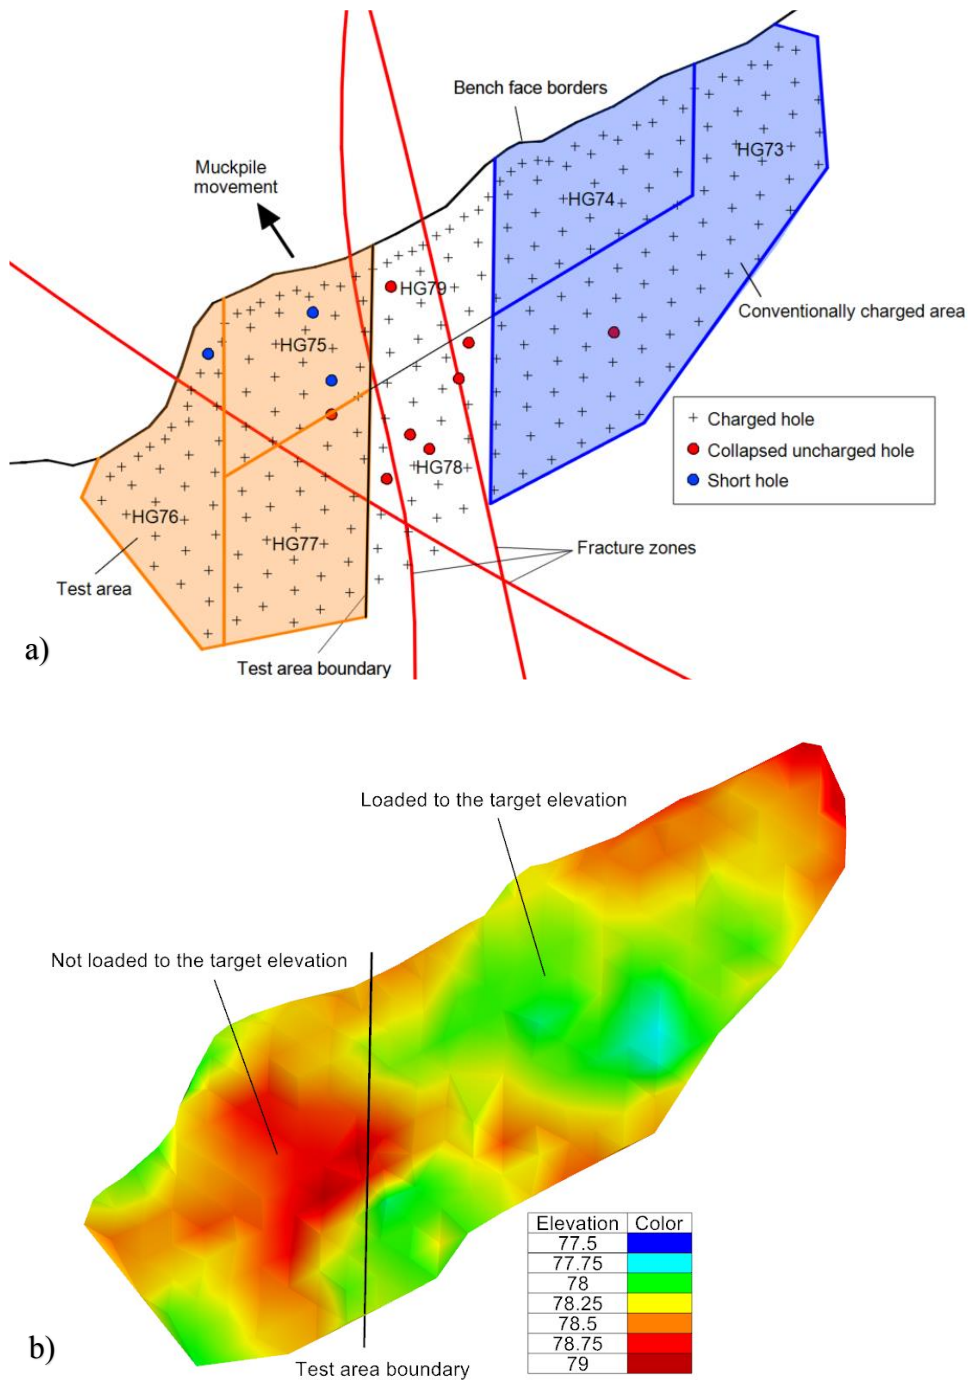 Bench face borders
HG73
Muckpile
movement
HG74
HG79
Conventionally charged area
HG75
Charged hole
Collapsed uncharged hole
Short hole
HG78
HG76
HG77
Fracture zones
Test area
a)
Test area boundary
Loaded to the target elevation
Not loaded to the target elevation
Elevation Color
77.5
77.75
78
78.25
78.5
78.75
79
b)
Test area boundary